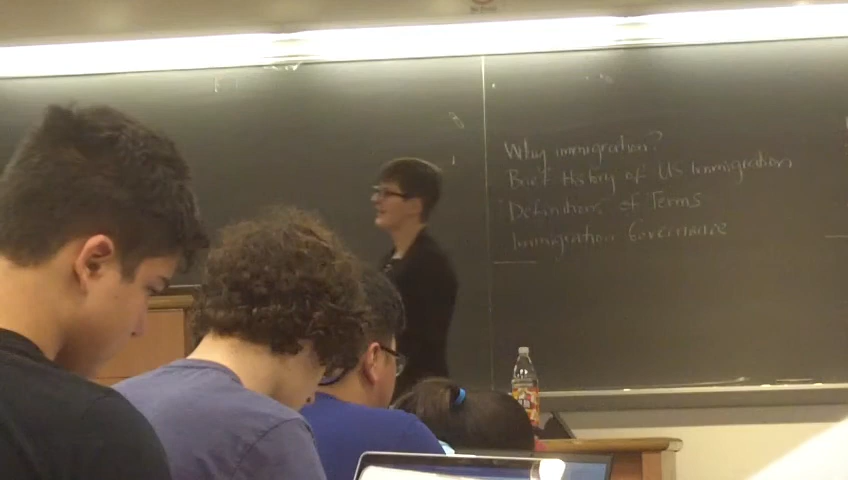 Why immigration?
Brief History of US Immigration
Definitions of Terms
Immigration Governance